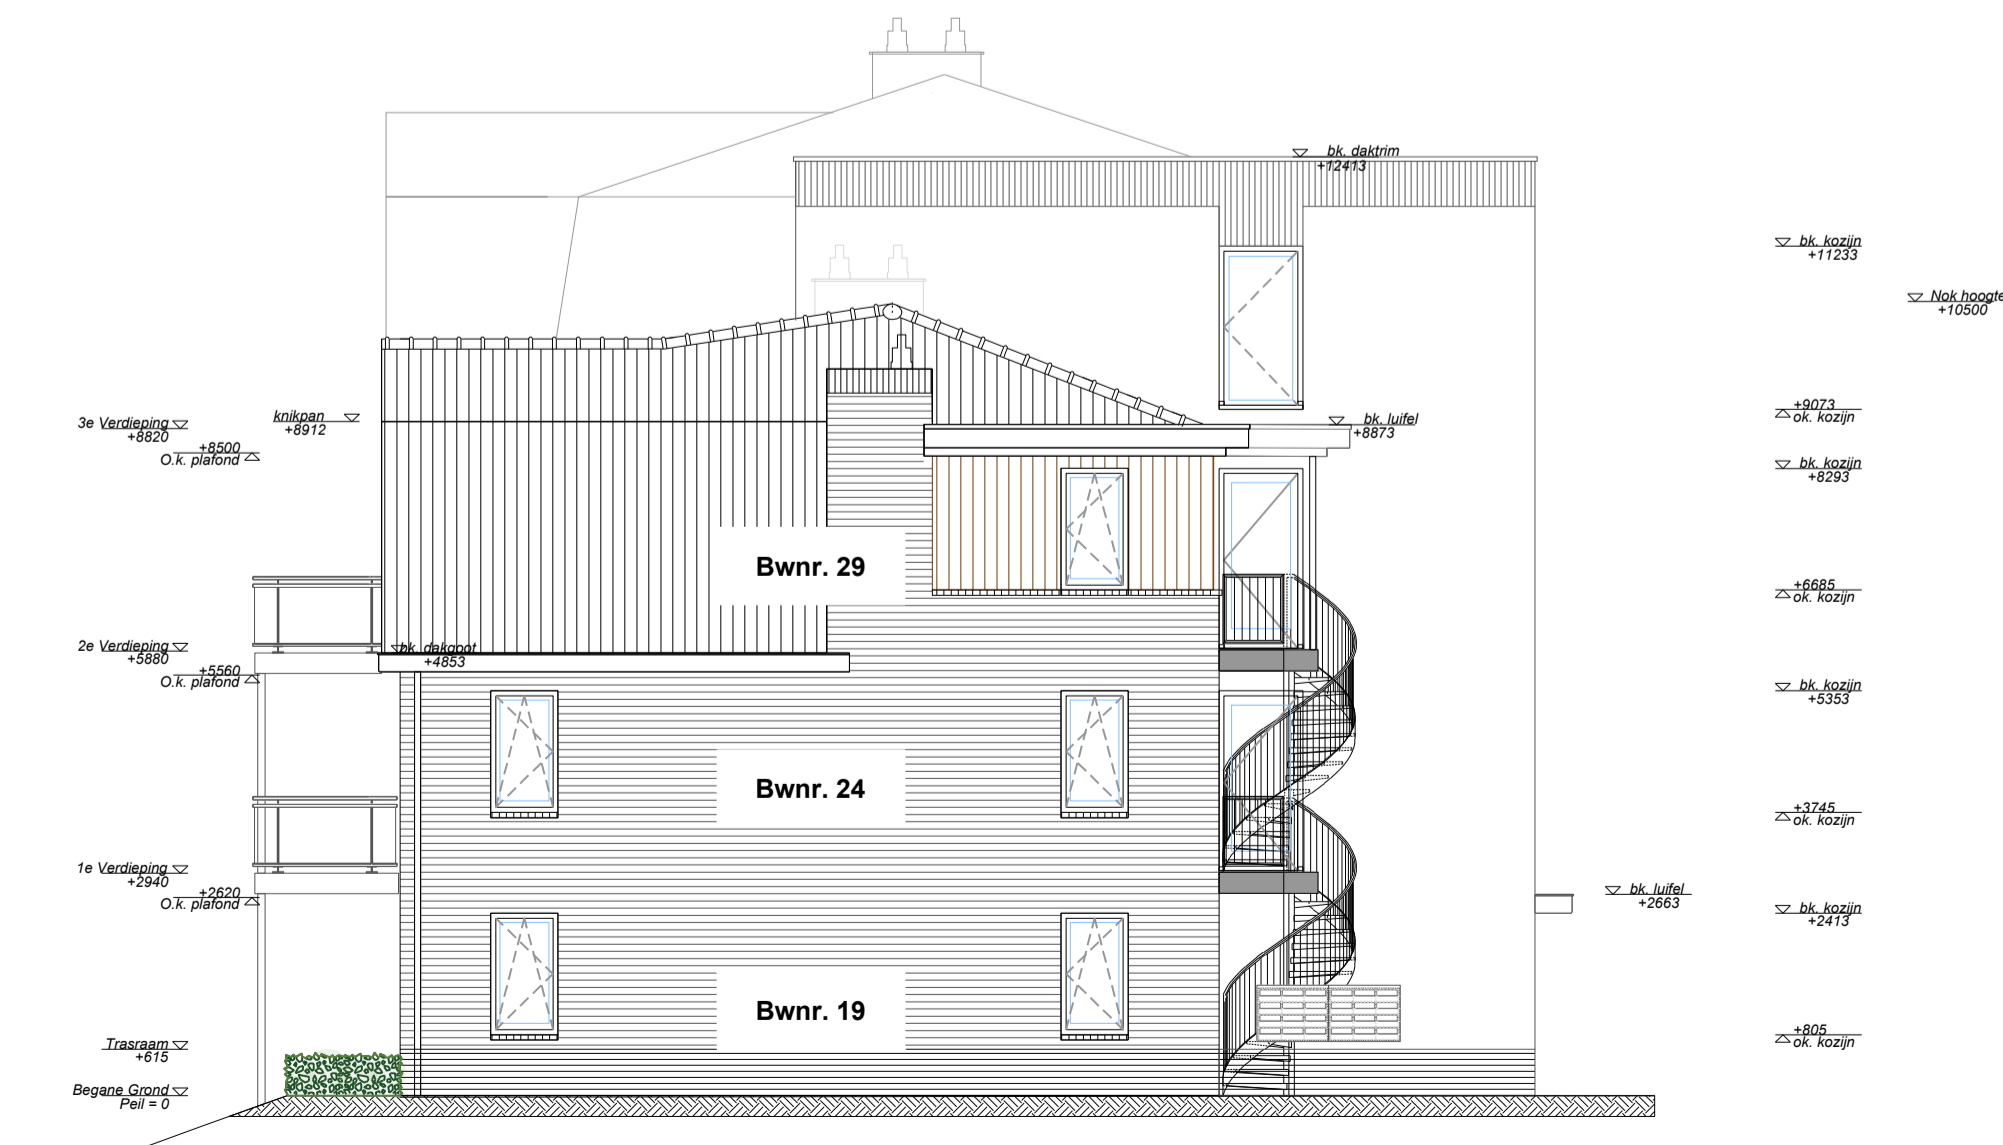 bk. daktrim
+12413
bk. kozijn
+11233
Nok hoogte
+10500
+9073
ok. kozijn
knikpan
+8912
bk. luifel
+8873
3e Verdieping
+8820
+8500
O.k. plafond
bk. kozijn
+8293
Bwnr. 29
+6685
ok. kozijn
2e Verdieping
+5880
bk. dakgoot
+4853
+5560
O.k. plafond
bk. kozijn
+5353
Bwnr. 24
+3745
ok. kozijn
1e Verdieping
+2940
+2620
O.k. plafond
bk. luifel
+2663
bk. kozijn
+2413
Bwnr. 19
+805
ok. kozijn
Trasraam
+615
Begane Grond
Peil = 0